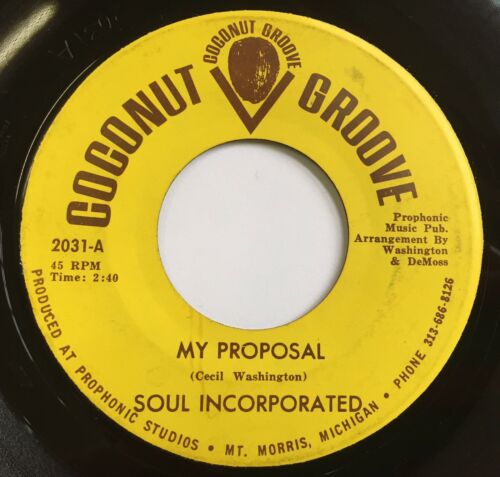 COCONUT GROOVE
COCONUT GROOVE
2031-A
45 RPM
Time: 2:40
Prophonic
Music Pub.
Arrangement By
Washington
& DeMoss
MY PROPOSAL
(Cecil Washington)
SOUL INCORPORATED
PRODUCED AT PROPHONIC STUDIOS • MT. MORRIS, MICHIGAN • PHONE 313-686-8126